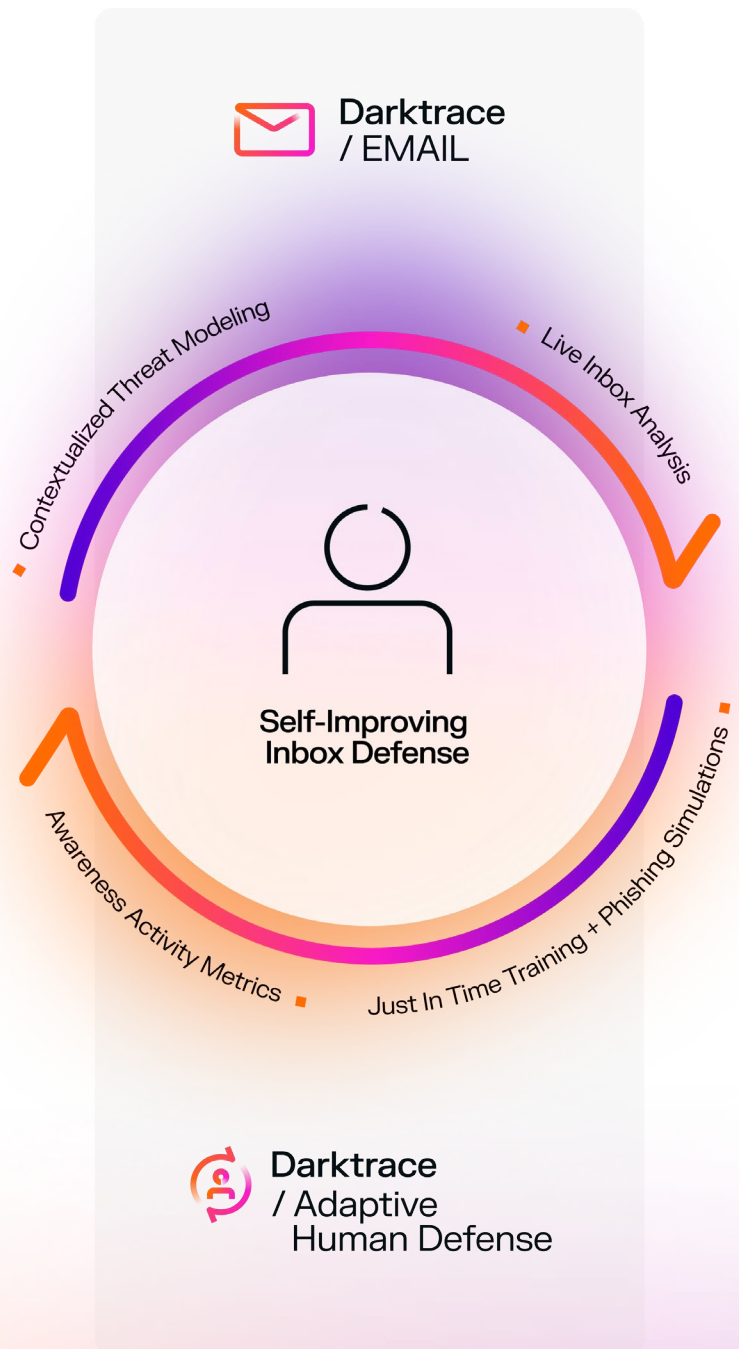 Darktrace
/ EMAIL
Contextualized Threat Modeling
Live Inbox Analysis
Self-Improving
Inbox Defense
Just In Time Training + Phishing Simulations
Awareness Activity Metrics
Darktrace
/ Adaptive
Human Defense